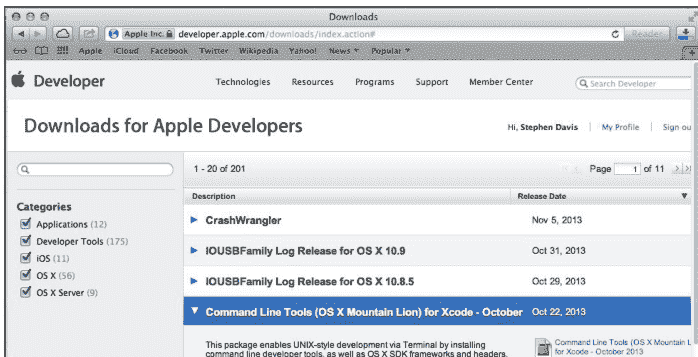 Downloads
Apple Inc. developer.apple.com/downloads/index.action# Reader
Apple iCloud Facebook Twitter Wikipedia Yahoo! News Popular
Developer Technologies Resources Programs Support Member Center Search Developer
Downloads for Apple Developers Hi, Stephen Davis My Profile Sign ou
1 - 20 of 201 Page 1 of 11
Description Release Date
Categories
Applications (12)
Developer Tools (175)
iOS (11)
OS X (56)
OS X Server (9)
CrashWrangler Nov 5, 2013
IOUSBFamily Log Release for OS X 10.9 Oct 31, 2013
IOUSBFamily Log Release for OS X 10.8.5 Oct 29, 2013
Command Line Tools (OS X Mountain Lion) for Xcode - October Oct 22, 2013
This package enables UNIX-style development via Terminal by installing
command line developer tools, as well as OS X SDK frameworks and headers.
Command Line Tools (OS X Mountain L
for Xcode - October 2013